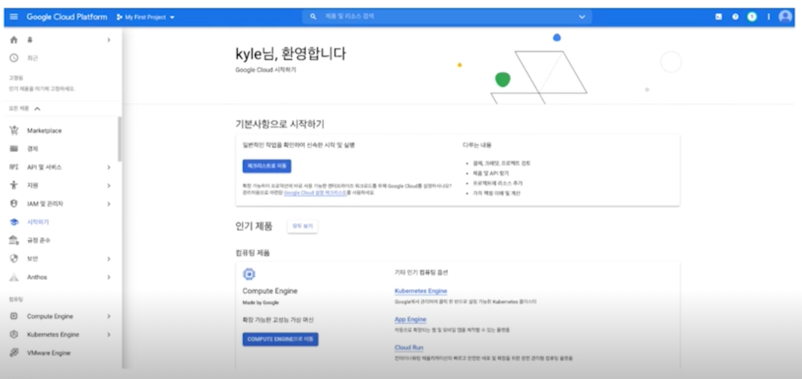 Google Cloud Platform
My First Project
제품 및 리소스 검색
홈
최근
고정됨
인기 제품을 여기에 고정하세요.
모든 제품
Marketplace
결제
API 및 서비스
지원
IAM 및 관리자
시작하기
규정 준수
보안
Anthos
컴퓨팅
Compute Engine
Kubernetes Engine
VMware Engine
kyle님, 환영합니다
Google Cloud 시작하기
기본사항으로 시작하기
일반적인 작업을 확인하여 신속한 시작 및 실행
체크리스트로 이동
Google Cloud 설정 체크리스트
다루는 내용
결제, 크레딧, 프로젝트 검토
제품 및 API 찾기
프로젝트에 리소스 추가
가격 책정 이해 및 계산
인기 제품
모두 보기
컴퓨팅 제품
Compute Engine
Made by Google
확장 가능한 고성능 가상 머신
COMPUTE ENGINE으로 이동
기타 인기 컴퓨팅 옵션
Kubernetes Engine
Google에서 관리하며 클릭 한 번으로 설정 가능한 Kubernetes 클러스터
App Engine
자동으로 확장되는 웹 및 모바일 앱을 제작할 수 있는 플랫폼
Cloud Run